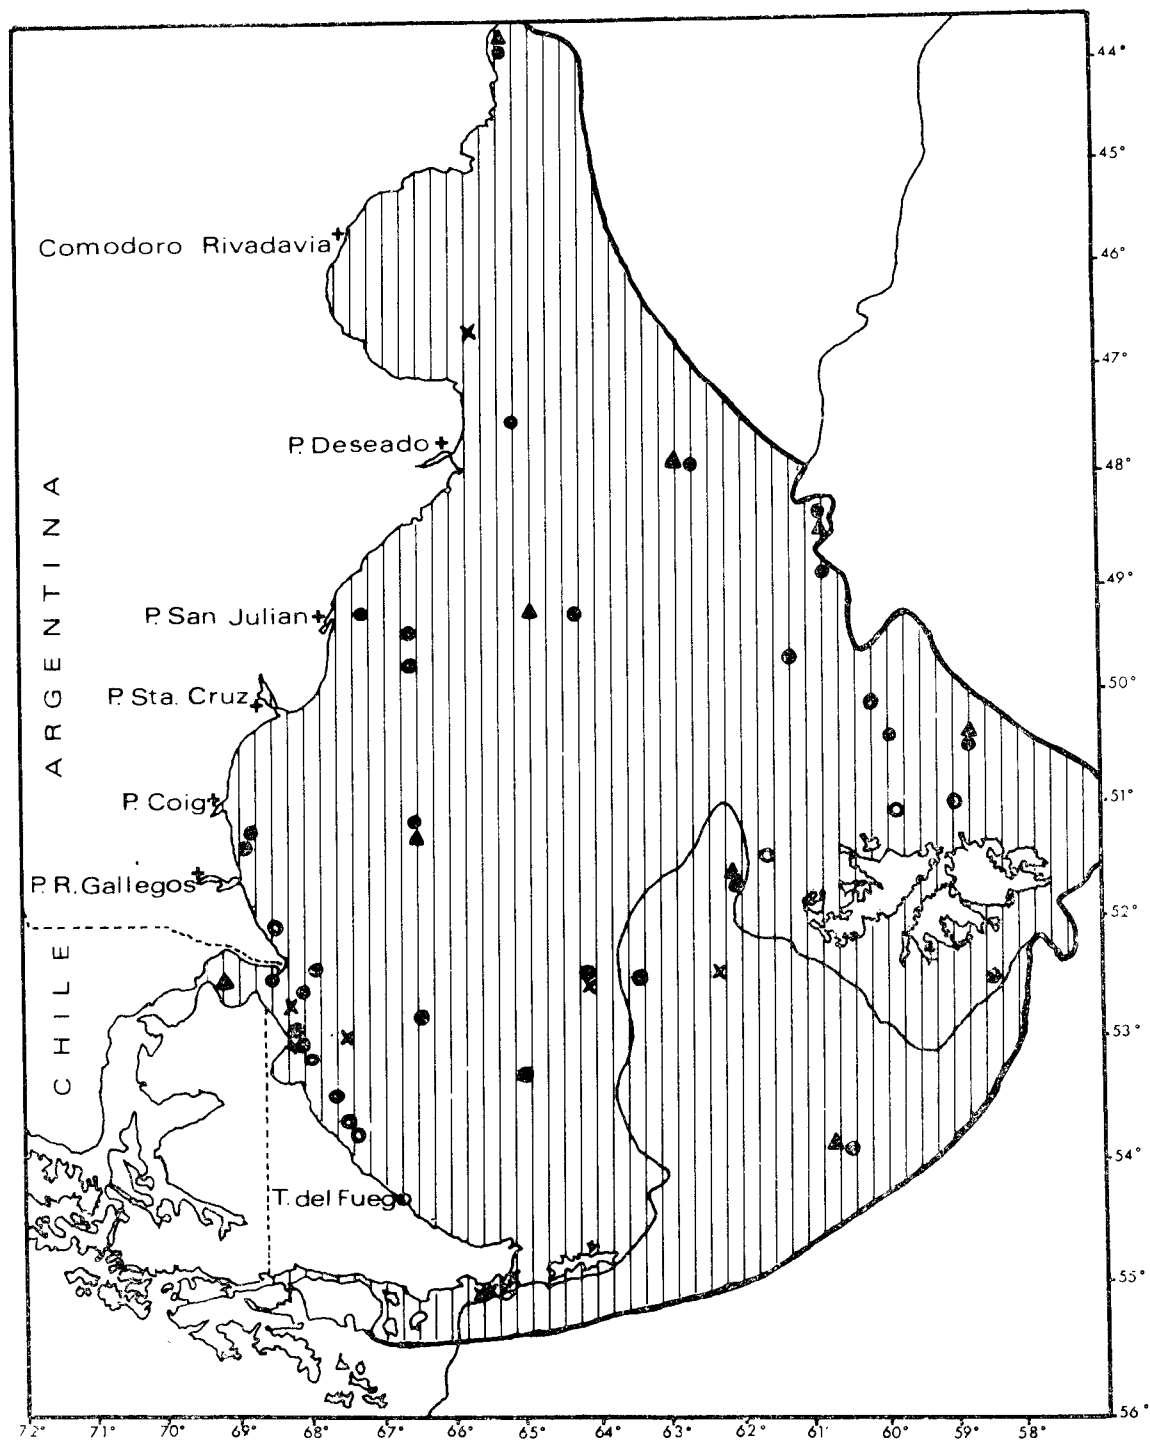 44°
45°
Comodoro Rivadavia
46°
47°
P. Deseado
48°
ARGENTINA
49°
P. San Julian
50°
P. Sta. Cruz
51°
P. Coig
P. R. Gallegos
52°
CHILE
53°
54°
T. del Fuego
55°
56°
72° 71° 70° 69° 68° 67° 66° 65° 64° 63° 62° 61° 60° 59° 58°